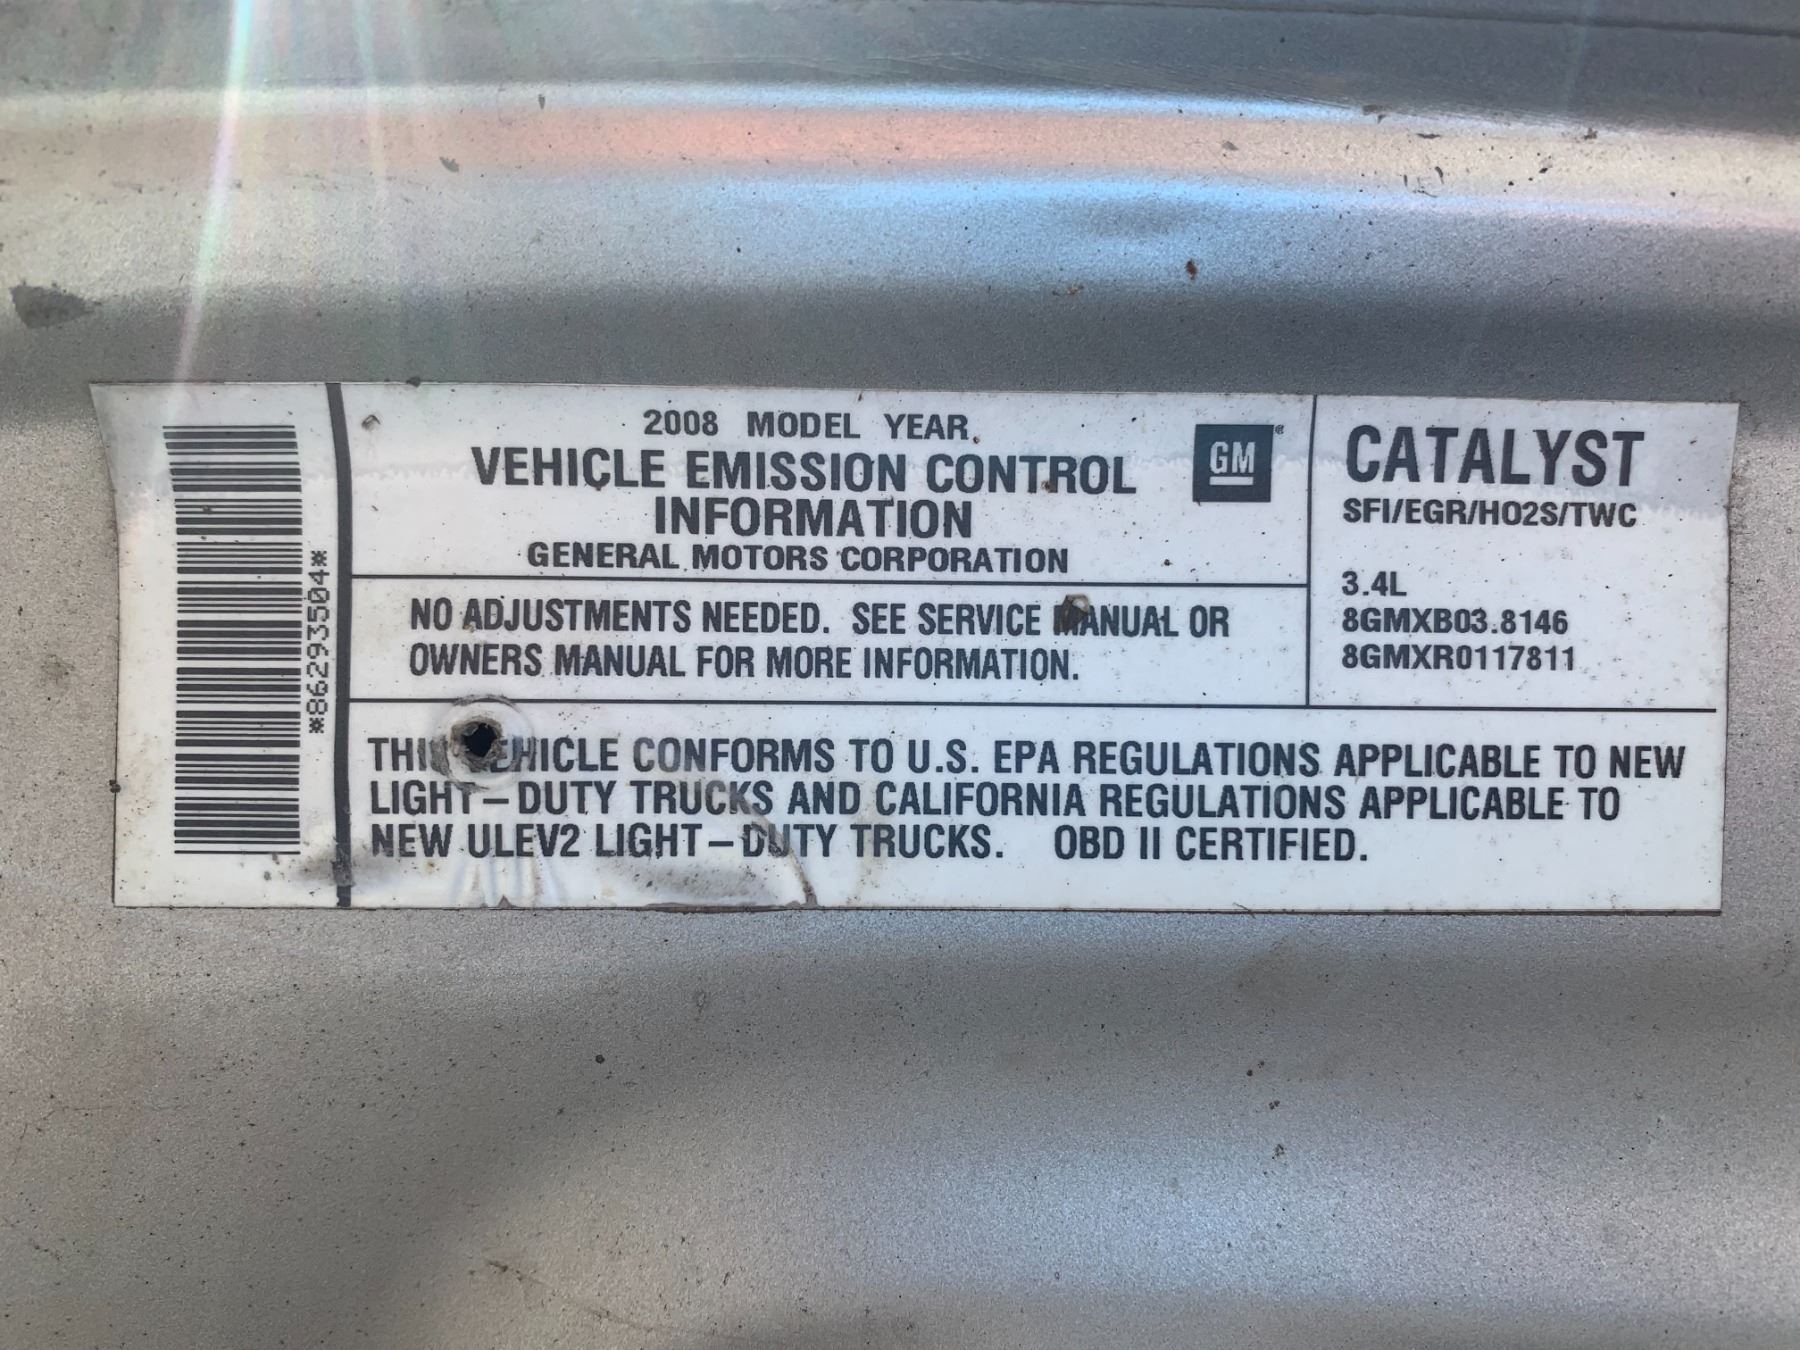 *86293504*
2008 MODEL YEAR
VEHICLE EMISSION CONTROL
INFORMATION
GENERAL MOTORS CORPORATION
GM
NO ADJUSTMENTS NEEDED. SEE SERVICE MANUAL OR
OWNERS MANUAL FOR MORE INFORMATION.
CATALYST
SFI/EGR/HO2S/TWC
3.4L
8GMXB03.8146
8GMXR0117811
CONFORMS TO U.S. EPA REGULATIONS APPLICABLE TO NEW
LIGHT-DUTY TRUCKS AND CALIFORNIA REGULATIONS APPLICABLE TO
NEW ULEV2 LIGHT-DUTY TRUCKS. OBD II CERTIFIED.